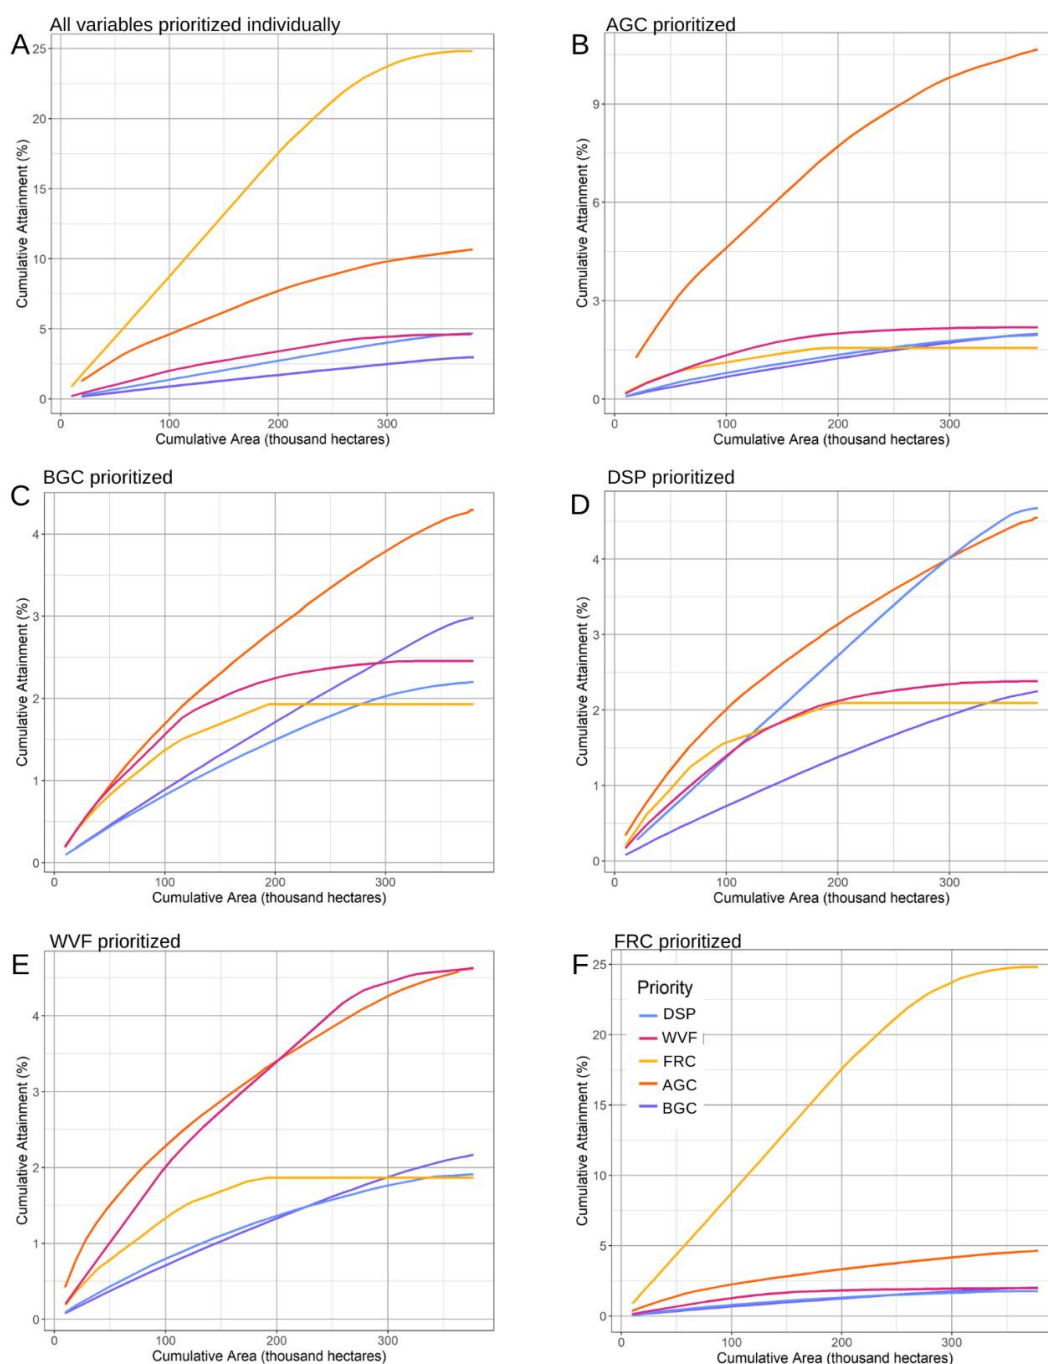 All variables prioritized individually
A
25
20
15
10
5
0
Cumulative Attainment (%)
0 100 200 300
Cumulative Area (thousand hectares)
AGC prioritized
B
9
6
3
0
Cumulative Attainment (%)
0 100 200 300
Cumulative Area (thousand hectares)
BGC prioritized
C
4
3
2
1
0
Cumulative Attainment (%)
0 100 200 300
Cumulative Area (thousand hectares)
DSP prioritized
D
4
3
2
1
0
Cumulative Attainment (%)
0 100 200 300
Cumulative Area (thousand hectares)
WVF prioritized
E
4
3
2
1
0
Cumulative Attainment (%)
0 100 200 300
Cumulative Area (thousand hectares)
FRC prioritized
F
25
20
15
10
5
0
Cumulative Attainment (%)
Priority
DSP
WVF
FRC
AGC
BGC
0 100 200 300
Cumulative Area (thousand hectares)